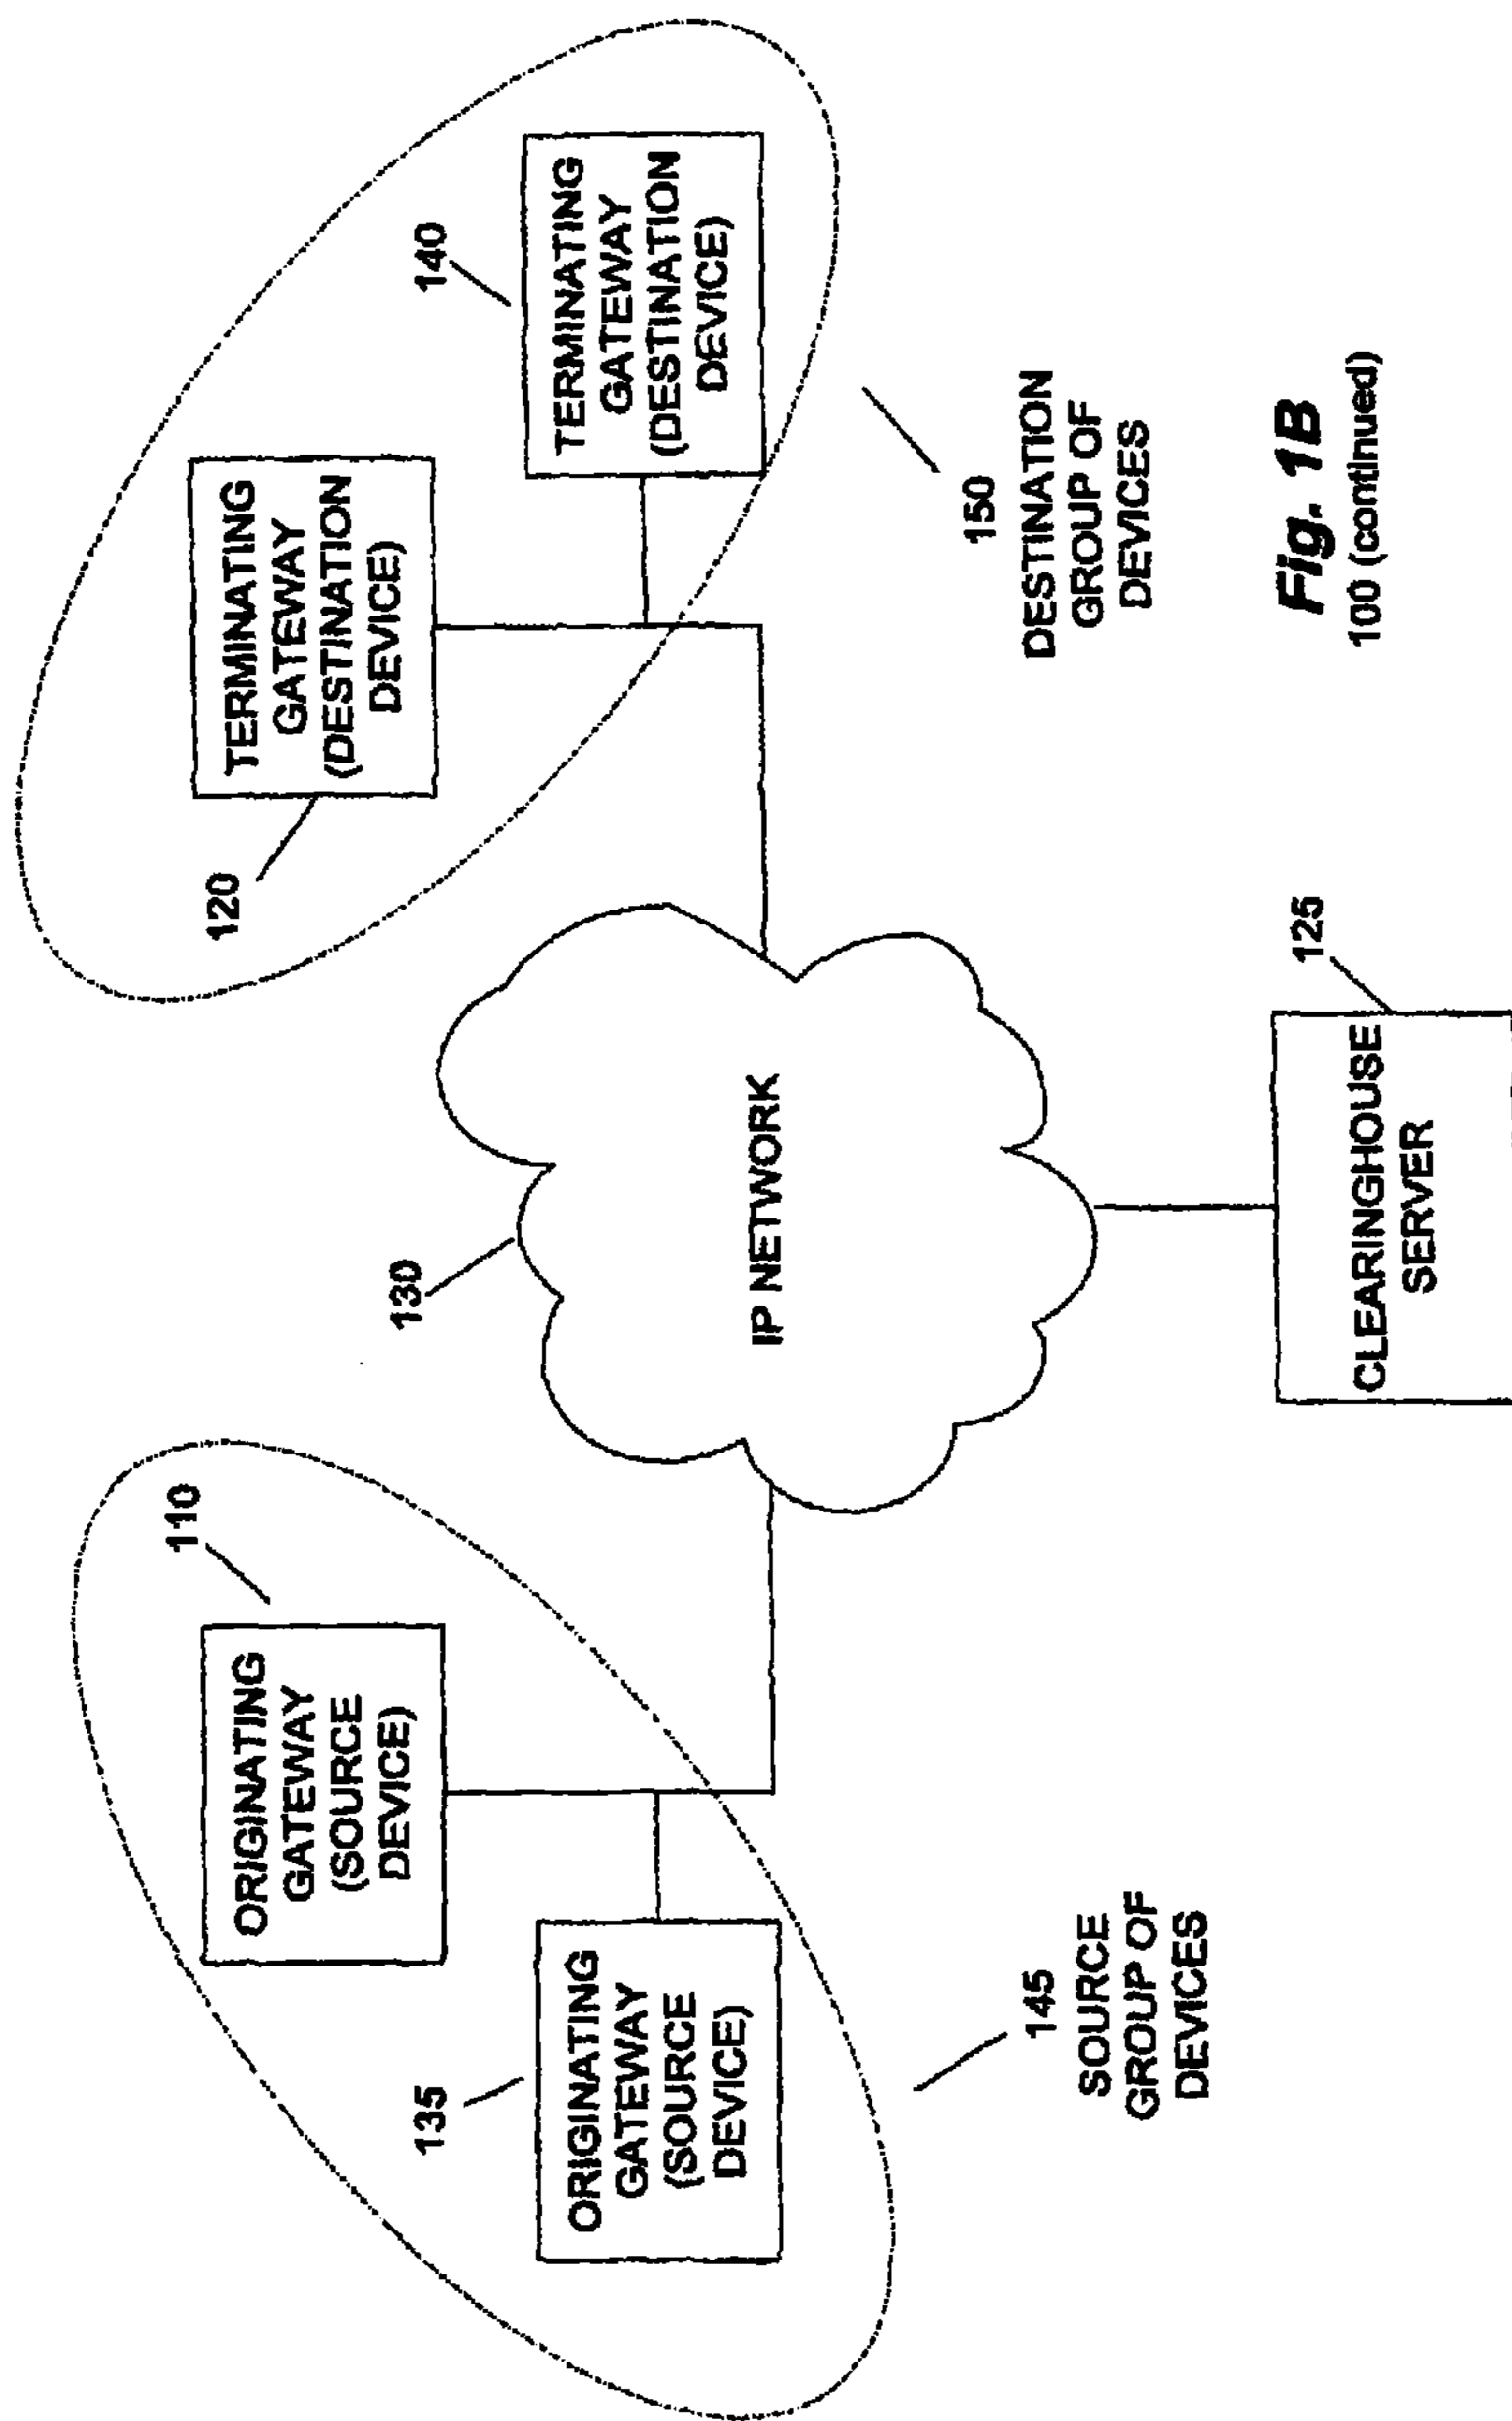 110
ORIGINATING
GATEWAY
(SOURCE
DEVICE)
135
ORIGINATING
GATEWAY
(SOURCE
DEVICE)
145
SOURCE
GROUP OF
DEVICES
130
IP NETWORK
125
CLEARINGHOUSE
SERVER
120
TERMINATING
GATEWAY
(DESTINATION
DEVICE)
140
TERMINATING
GATEWAY
(DESTINATION
DEVICE)
150
DESTINATION
GROUP OF
DEVICES
Fig. 1B
100 (continued)